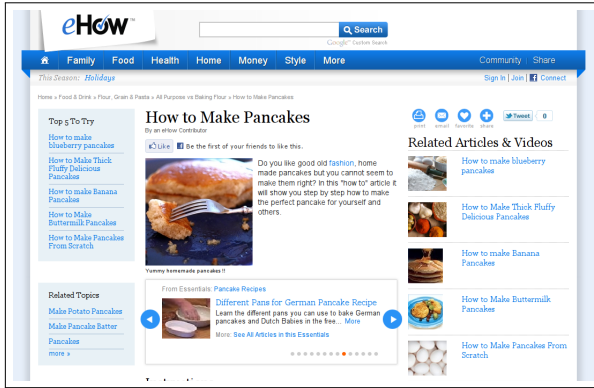 eHow™
Search
Google™ Custom Search
Family Food Health Home Money Style More
Community | Share
This Season: Holidays
Sign In | Join | Connect
Home » Food & Drink » Flour, Grain & Pasta » All Purpose vs Baking Flour » How to Make Pancakes
Top 5 To Try
How to make
blueberry pancakes
How to Make Thick
Fluffy Delicious
Pancakes
How to make Banana
Pancakes
How to Make
Buttermilk Pancakes
How to Make Pancakes
From Scratch
Related Topics
Make Potato Pancakes
Make Pancake Batter
Pancakes
more »
How to Make Pancakes
By an eHow Contributor
Like Be the first of your friends to like this.
Do you like good old fashion, home
made pancakes but you cannot seem to
make them right? In this "how to" article it
will show you step by step how to make
the perfect pancake for yourself and
others.
Yummy homemade pancakes !!
From Essentials: Pancake Recipes
Different Pans for German Pancake Recipe
Learn the different pans you can use to bake German
pancakes and Dutch Babies in the free... More
More: See All Articles in this Essentials
print email favorite share
Tweet 0
Related Articles & Videos
How to make blueberry
pancakes
How to Make Thick Fluffy
Delicious Pancakes
How to make Banana
Pancakes
How to Make Buttermilk
Pancakes
How to Make Pancakes From
Scratch